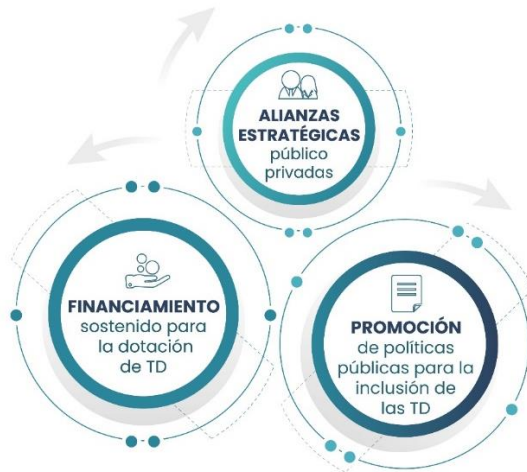 ALIANZAS
ESTRATÉGICAS
público
privadas
FINANCIAMIENTO
sostenido para
la dotación
de TD
PROMOCIÓN
de políticas
públicas para la
inclusión de
las TD